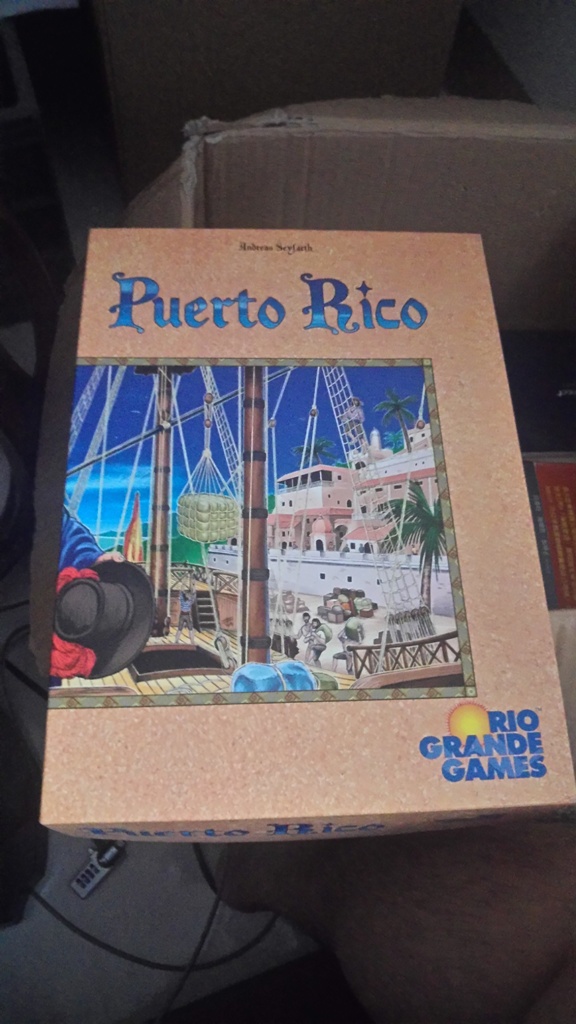 Andreas Seyfarth
Puerto Rico
RIO
GRANDE
GAMES
Puerto Rico